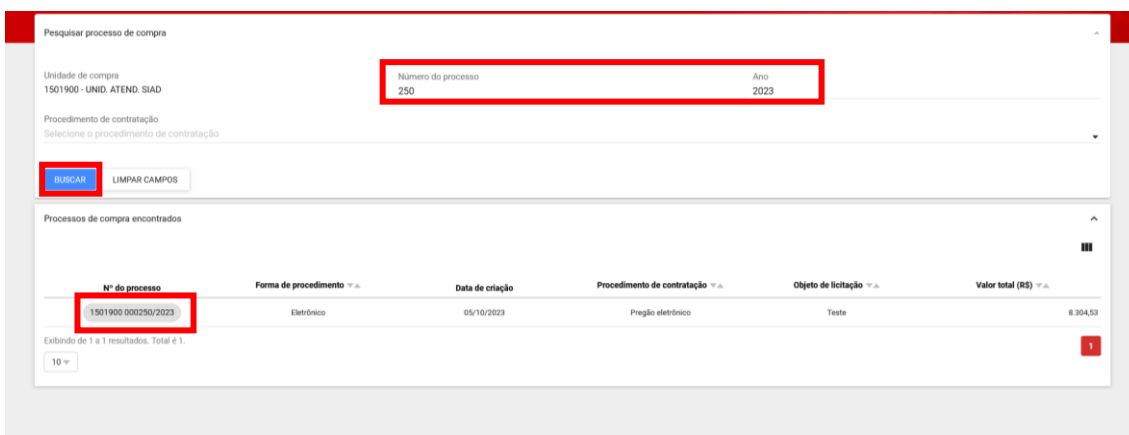 Pesquisar processo de compra
Unidade de compra
1501900 - UNID. ATEND. SIAD
Número do processo
250
Ano
2023
Procedimento de contratação
Selecione o procedimento de contratação
BUSCAR LIMPAR CAMPOS
Processos de compra encontrados
Nº do processo Forma de procedimento Data de criação Procedimento de contratação Objeto de licitação Valor total (R$)
1501900 000250/2023 Eletrônico 05/10/2023 Pregão eletrônico Teste 8.304,53
Exibindo de 1 a 1 resultados. Total é 1.
1
10